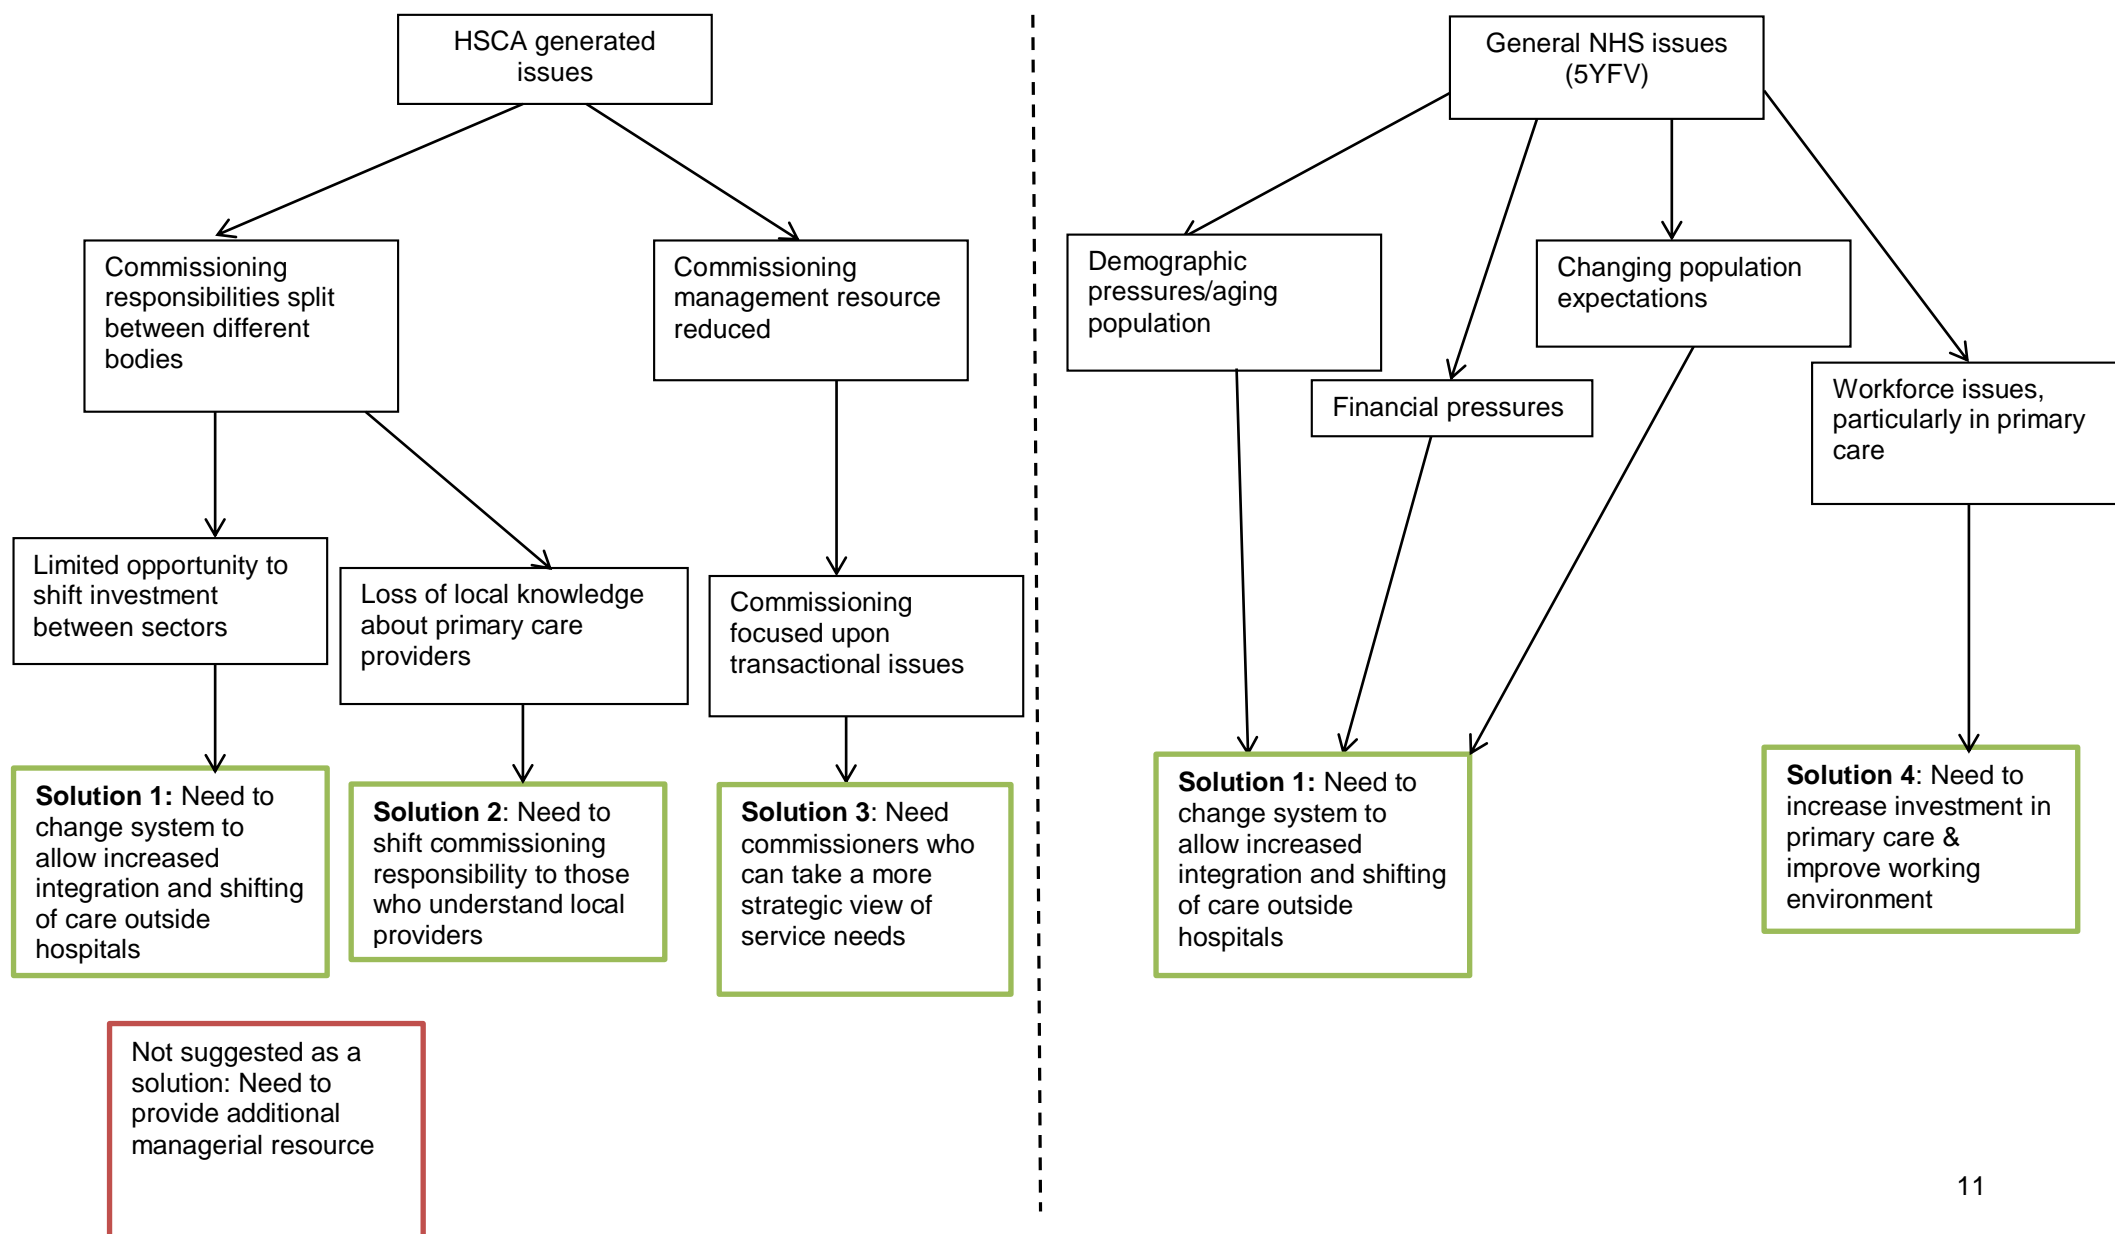 HSCA generated
issues
Commissioning
responsibilities split
between different
bodies
Commissioning
management resource
reduced
Limited opportunity to
shift investment
between sectors
Loss of local knowledge
about primary care
providers
Commissioning
focused upon
transactional issues
Solution 1: Need to
change system to
allow increased
integration and shifting
of care outside
hospitals
Solution 2: Need to
shift commissioning
responsibility to those
who understand local
providers
Solution 3: Need
commissioners who
can take a more
strategic view of
service needs
Not suggested as a
solution: Need to
provide additional
managerial resource
General NHS issues
(5YFV)
Demographic
pressures/aging
population
Financial pressures
Changing population
expectations
Workforce issues,
particularly in primary
care
Solution 1: Need to
change system to
allow increased
integration and shifting
of care outside
hospitals
Solution 4: Need to
increase investment in
primary care &
improve working
environment
11